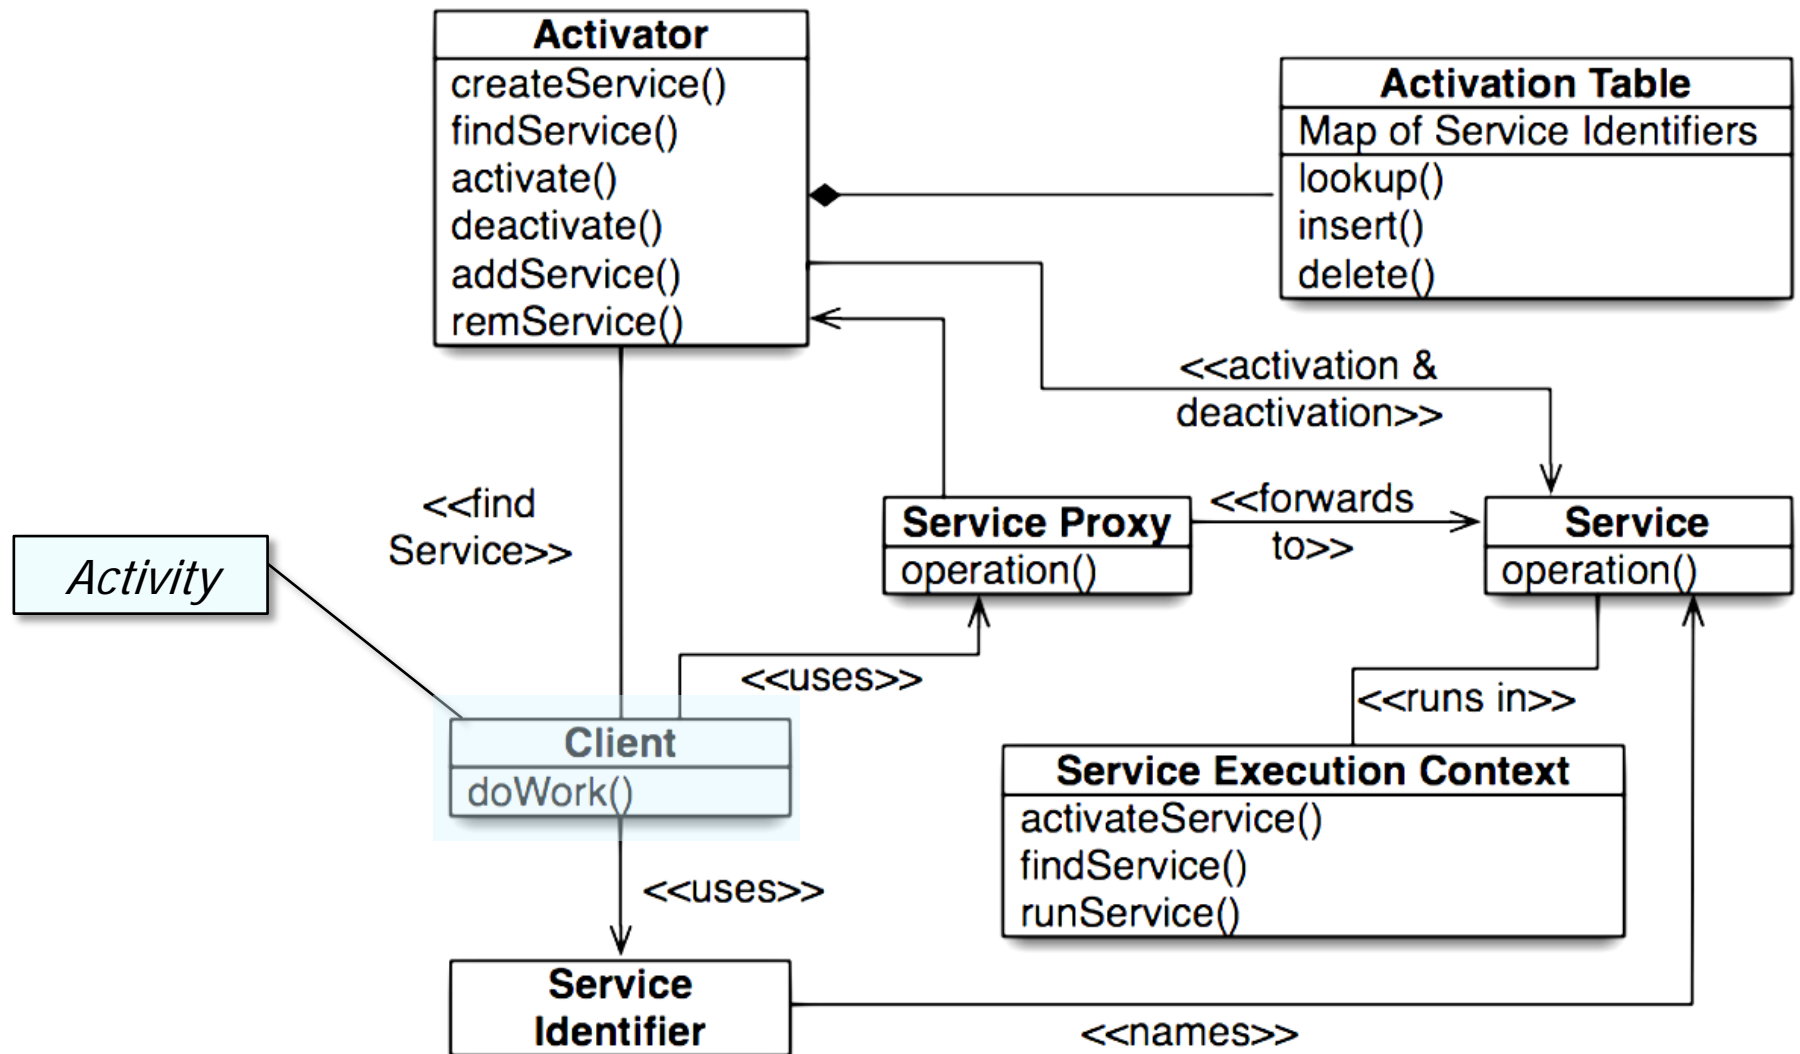 Activator
createService()
findService()
activate()
deactivate()
addService()
remService()
Activation Table
Map of Service Identifiers
lookup()
insert()
delete()
<<activation &
deactivation>>
<<find
Service>>
Activity
Service Proxy
operation()
<<forwards
to>>
Service
operation()
<<uses>>
<<runs in>>
Client
doWork()
Service Execution Context
activateService()
findService()
runService()
<<uses>>
Service
Identifier
<<names>>